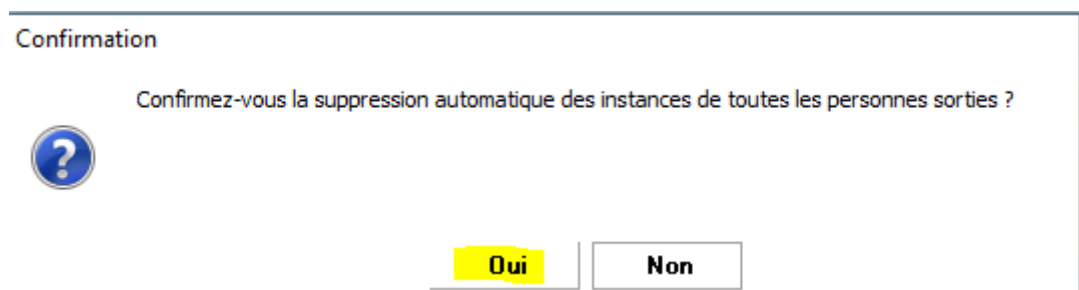 Confirmation
Confirmez-vous la suppression automatique des instances de toutes les personnes sorties ?
Oui
Non